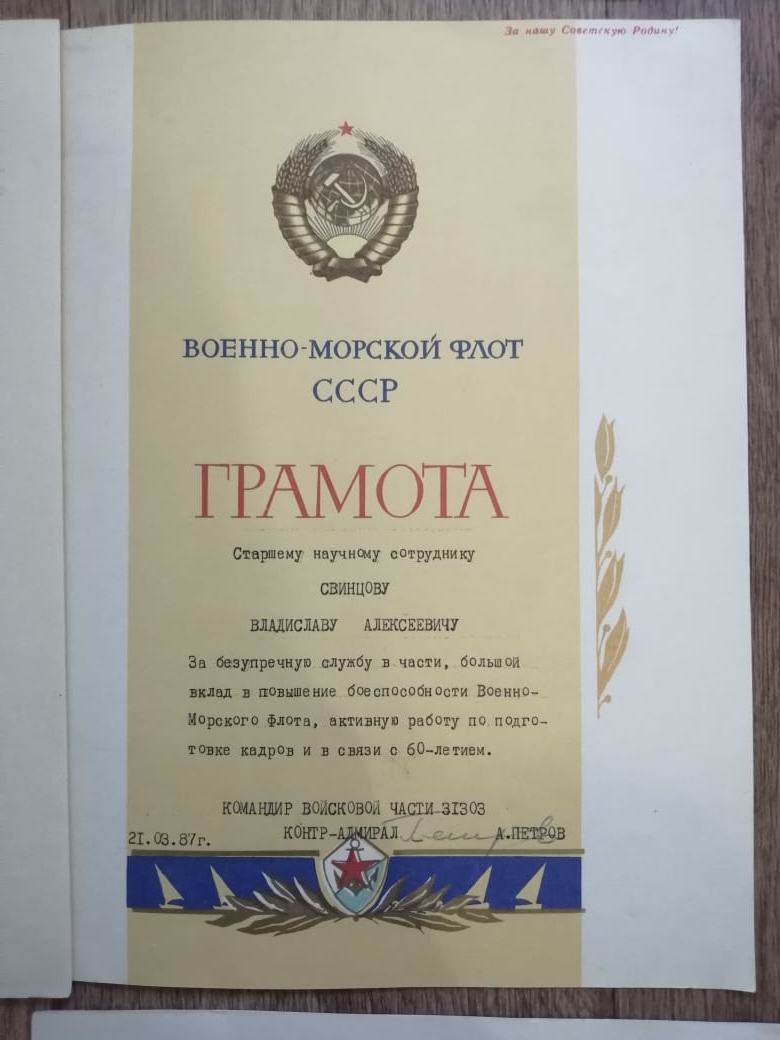 За нашу Советскую Родину!
ВОЕННО-МОРСКОЙ ФЛОТ
СССР
ГРАМОТА
Старшему научному сотруднику
СВИНЦОВУ
ВЛАДИСЛАВУ АЛЕКСЕЕВИЧУ
За безупречную службу в части, большой
вклад в повышение боеспособности Военно-
Морского Флота, активную работу по подго-
товке кадров и в связи с 60-летием.
КОМАНДИР ВОЙСКОВОЙ ЧАСТИ 31303
21.03.87г. КОНТР-АДМИРАЛ Петров А.ПЕТРОВ